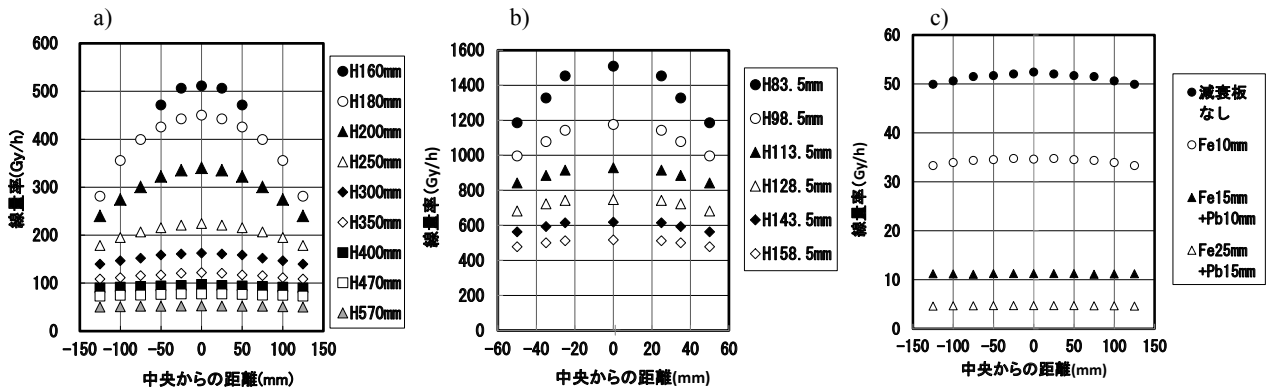 a)
600
500
400
300
200
100
0
線量率(Gy/h)
-150 -100 -50 0 50 100 150
中央からの距離(mm)
H160mm
H180mm
H200mm
H250mm
H300mm
H350mm
H400mm
H470mm
H570mm
b)
1600
1400
1200
1000
800
600
400
200
0
線量率(Gy/h)
-60 -40 -20 0 20 40 60
中央からの距離(mm)
H83.5mm
H98.5mm
H113.5mm
H128.5mm
H143.5mm
H158.5mm
c)
60
50
40
30
20
10
0
線量率(Gy/h)
-150 -100 -50 0 50 100 150
中央からの距離(mm)
減衰板
なし
Fe10mm
Fe15mm
+Pb10mm
Fe25mm
+Pb15mm